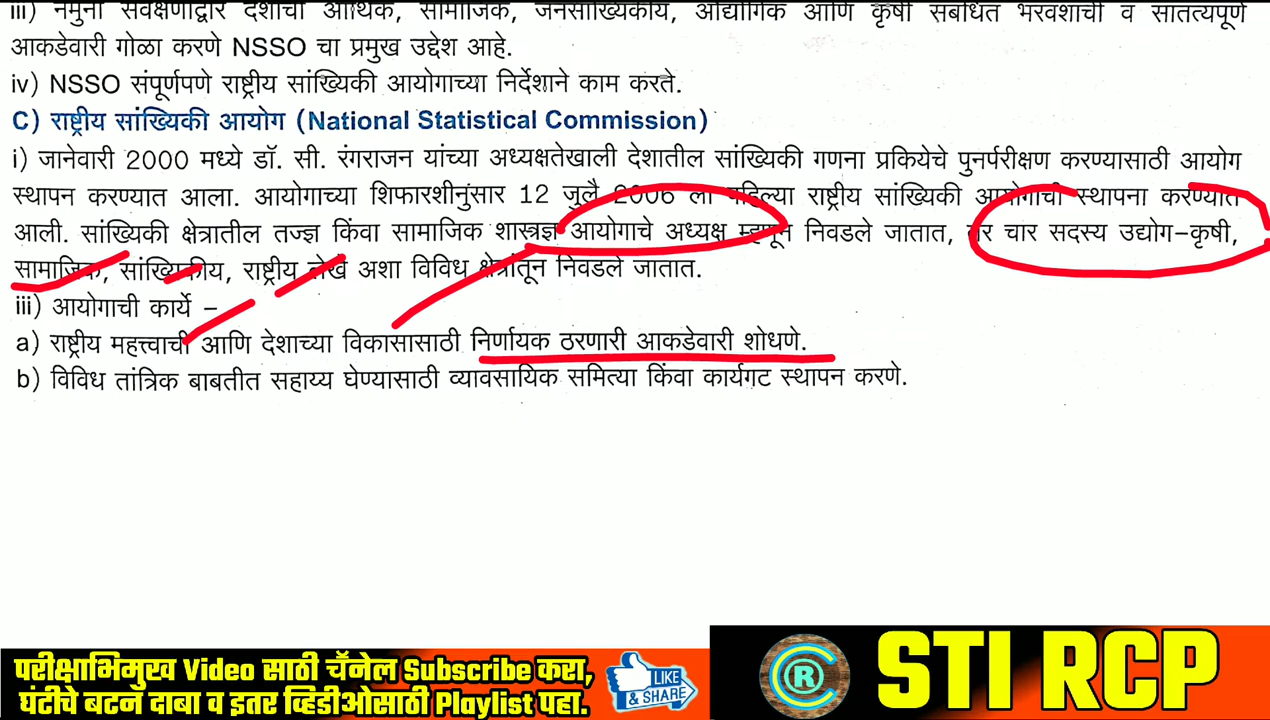 iii) नमुना सर्वेक्षणाद्वारे देशाची आर्थिक, सामाजिक, जनसांख्यिकीय, औद्योगिक आणि कृषी संबंधित भरवशाची व सातत्यपूर्ण
आकडेवारी गोळा करणे NSSO चा प्रमुख उद्देश आहे.
iv) NSSO संपूर्णपणे राष्ट्रीय सांख्यिकी आयोगाच्या निर्देशाने काम करते.
C) राष्ट्रीय सांख्यिकी आयोग (National Statistical Commission)
i) जानेवारी 2000 मध्ये डॉ. सी. रंगराजन यांच्या अध्यक्षतेखाली देशातील सांख्यिकी गणना प्रकियेचे पुनर्परीक्षण करण्यासाठी आयोग
स्थापन करण्यात आला. आयोगाच्या शिफारशीनुंसार 12 जुलै 2006 ला पहिल्या राष्ट्रीय सांख्यिकी आयोगाची स्थापना करण्यात
आली. सांख्यिकी क्षेत्रातील तज्ज्ञ किंवा सामाजिक शास्त्रज्ञ आयोगाचे अध्यक्ष म्हणून निवडले जातात, तर चार सदस्य उद्योग-कृषी,
सामाजिक, सांख्यिकीय, राष्ट्रीय लेखे अशा विविध क्षेत्रांतून निवडले जातात.
iii) आयोगाची कार्ये -
a) राष्ट्रीय महत्त्वाची आणि देशाच्या विकासासाठी निर्णायक ठरणारी आकडेवारी शोधणे.
b) विविध तांत्रिक बाबतीत सहाय्य घेण्यासाठी व्यावसायिक समित्या किंवा कार्यगट स्थापन करणे.
परीक्षाभिमुख Video साठी चॅनेल Subscribe करा,
घंटीचे बटन दाबा व इतर व्हिडीओसाठी Playlist पहा.
LIKE
& SHARE
R
STI RCP